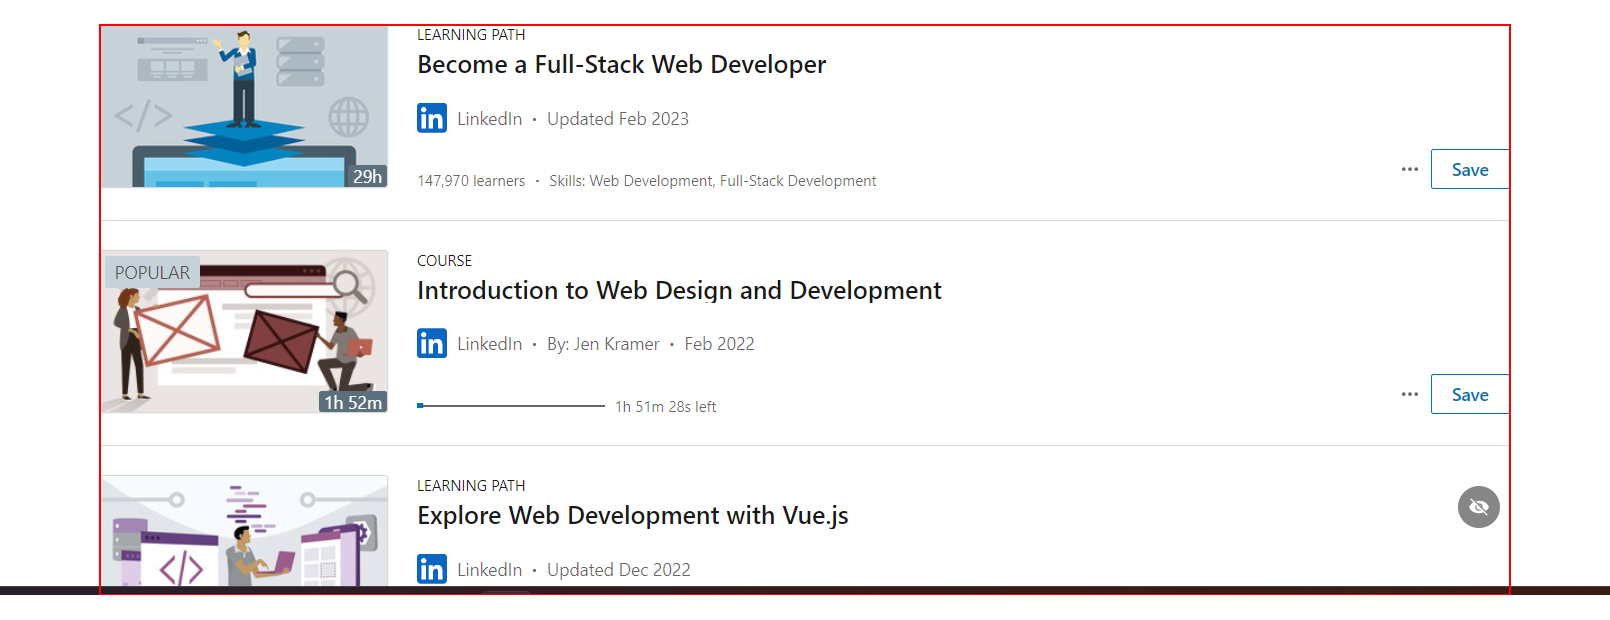 LEARNING PATH
Become a Full-Stack Web Developer
in LinkedIn • Updated Feb 2023
29h
147,970 learners • Skills: Web Development, Full-Stack Development
... Save
POPULAR
COURSE
Introduction to Web Design and Development
in LinkedIn • By: Jen Kramer • Feb 2022
1h 52m
1h 51m 28s left
... Save
LEARNING PATH
Explore Web Development with Vue.js
</>
in LinkedIn • Updated Dec 2022